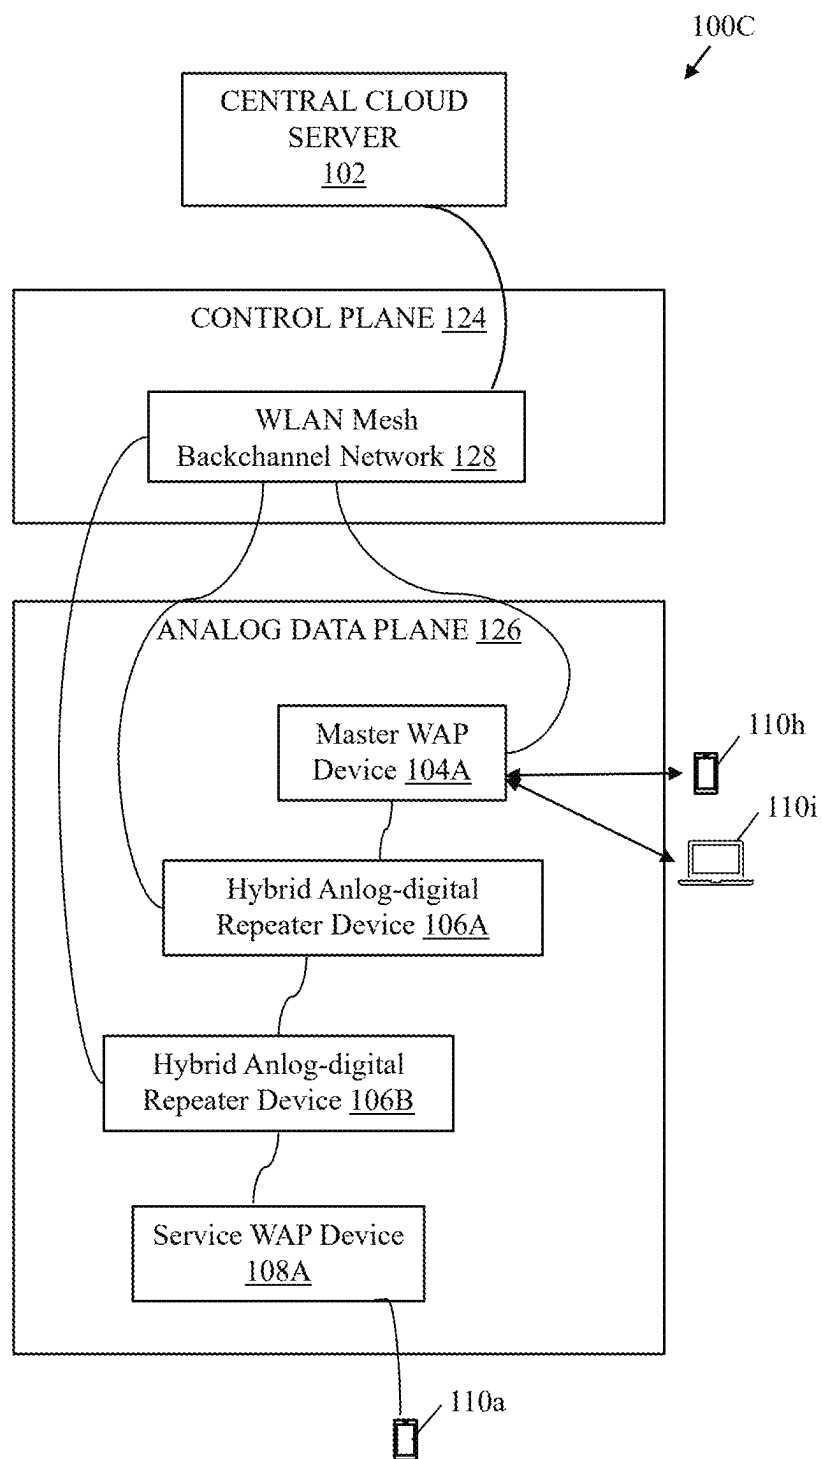 100C
CENTRAL CLOUD
SERVER
102
CONTROL PLANE 124
WLAN Mesh
Backchannel Network 128
ANALOG DATA PLANE 126
Master WAP
Device 104A
110h
110i
Hybrid Anlog-digital
Repeater Device 106A
Hybrid Anlog-digital
Repeater Device 106B
Service WAP Device
108A
110a